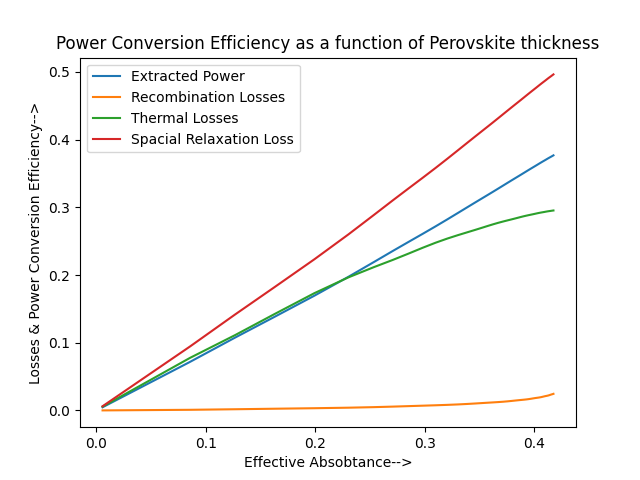 Power Conversion Efficiency as a function of Perovskite thickness
Extracted Power
Recombination Losses
Thermal Losses
Spacial Relaxation Loss
Losses & Power Conversion Efficiency-->
0.5
0.4
0.3
0.2
0.1
0.0
0.0 0.1 0.2 0.3 0.4
Effective Absobtance-->